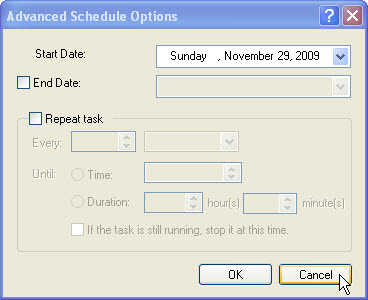 Advanced Schedule Options
Start Date: Sunday , November 29, 2009
End Date:
Repeat task
Every:
Until: Time:
Duration: hour(s) minute(s)
If the task is still running, stop it at this time.
OK Cancel